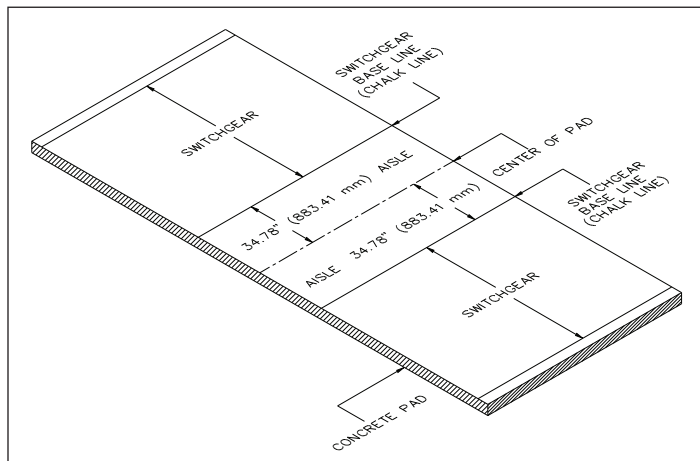 SWITCHGEAR
BASE LINE
(CHALK LINE)
SWITCHGEAR
CENTER OF PAD
34.78" (883.41 mm) AISLE
SWITCHGEAR
BASE LINE
(CHALK LINE)
AISLE 34.78" (883.41 mm)
SWITCHGEAR
CONCRETE PAD